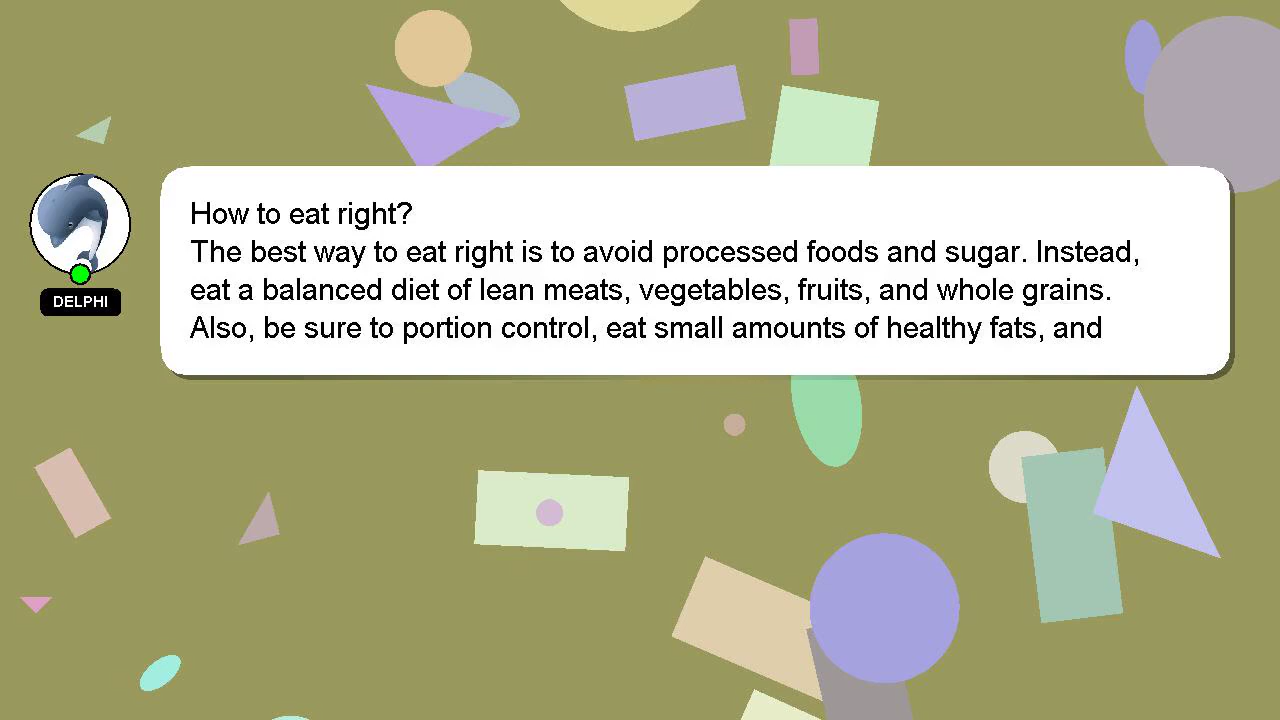 How to eat right?
The best way to eat right is to avoid processed foods and sugar. Instead,
eat a balanced diet of lean meats, vegetables, fruits, and whole grains.
Also, be sure to portion control, eat small amounts of healthy fats, and
DELPHI